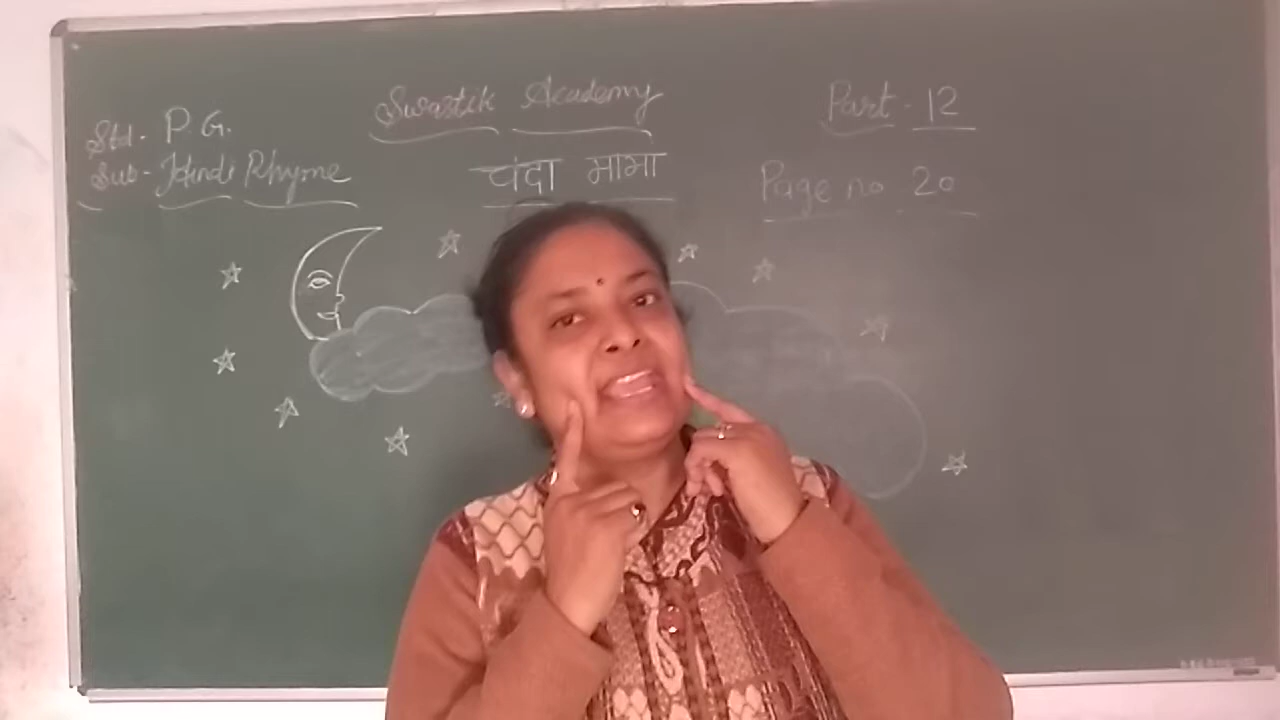 Swastik Academy
Std- P.G.
Part-12
Sub- Hindi Rhyme
चंदा मामा
Page no 20